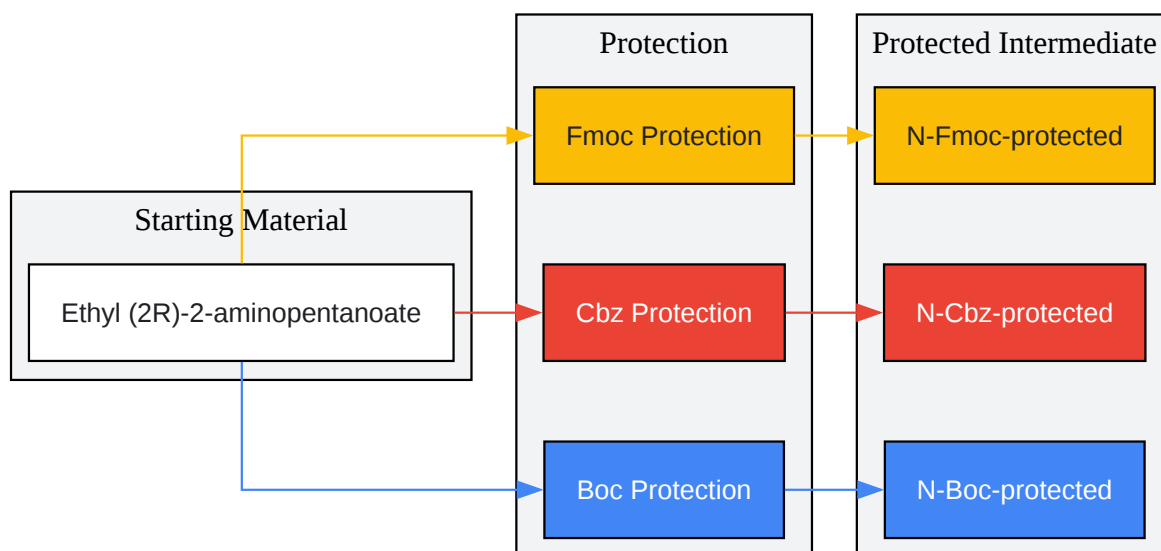 Protection
Protected Intermediate
Fmoc Protection
N-Fmoc-protected
Starting Material
Ethyl (2R)-2-aminopentanoate
Cbz Protection
N-Cbz-protected
Boc Protection
N-Boc-protected